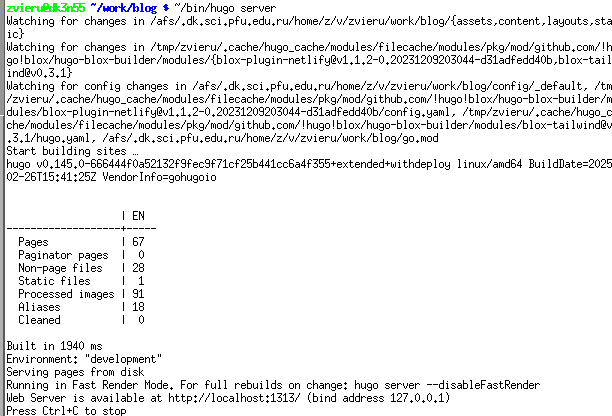 zvieru@dk3n55 ~/work/blog $ ~/bin/hugo server
Watching for changes in /afs/.dk.sci.pfu.edu.ru/home/z/v/zvieru/work/blog/{assets,content,layouts,stat
ic}
Watching for changes in /tmp/zvieru/.cache/hugo_cache/modules/filecache/modules/pkg/mod/github.com/!hu
go!blox/hugo-blox-builder/modules/{blox-plugin-netlify@v1.1.2-0.20231209203044-d31adfedd40b,blox-tailw
ind@v0.3.1}
Watching for config changes in /afs/.dk.sci.pfu.edu.ru/home/z/v/zvieru/work/blog/config/_default, /tmp
/zvieru/.cache/hugo_cache/modules/filecache/modules/pkg/mod/github.com/!hugo!blox/hugo-blox-builder/mo
dules/blox-plugin-netlify@v1.1.2-0.20231209203044-d31adfedd40b/config.yaml, /tmp/zvieru/.cache/hugo_ca
che/modules/filecache/modules/pkg/mod/github.com/!hugo!blox/hugo-blox-builder/modules/blox-tailwind@v0
.3.1/hugo.yaml, /afs/.dk.sci.pfu.edu.ru/home/z/v/zvieru/work/blog/go.mod
Start building sites …
hugo v0.145.0-666444f0a52132f9fec9f71cf25b441cc6a4f355+extended+withdeploy linux/amd64 BuildDate=2025-
02-26T15:41:25Z VendorInfo=gohugoio
| EN
-------------------+-----
Pages | 67
Paginator pages | 0
Non-page files | 28
Static files | 1
Processed images | 91
Aliases | 18
Cleaned | 0
Built in 1940 ms
Environment: "development"
Serving pages from disk
Running in Fast Render Mode. For full rebuilds on change: hugo server --disableFastRender
Web Server is available at http://localhost:1313/ (bind address 127.0.0.1)
Press Ctrl+C to stop